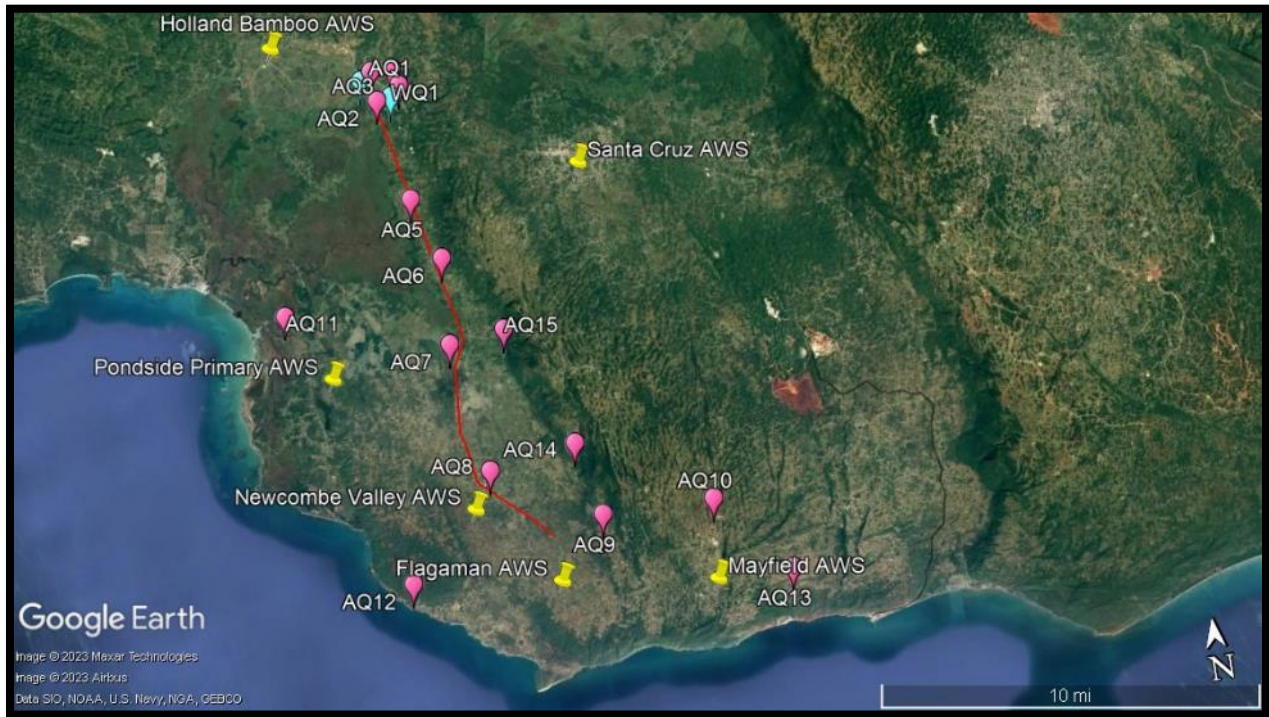 Holland Bamboo AWS
AQ1
AQ3
WQ1
AQ2
Santa Cruz AWS
AQ5
AQ6
AQ11
AQ15
AQ7
Pondside Primary AWS
AQ14
AQ8
AQ10
Newcombe Valley AWS
AQ9
Flagaman AWS
Mayfield AWS
AQ12
AQ13
Google Earth
Image © 2023 Maxar Technologies
Image © 2023 Airbus
Data SIO, NOAA, U.S. Navy, NGA, GEBCO
N
10 mi